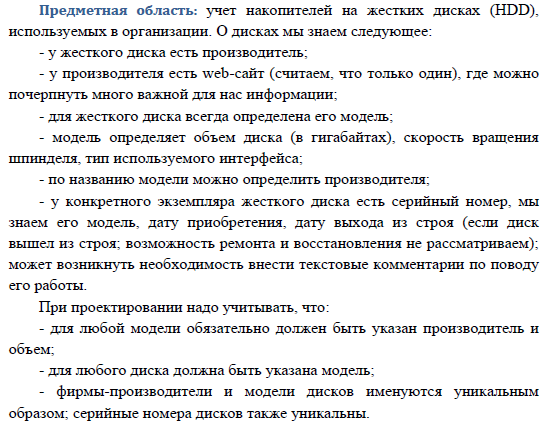 Предметная область: учет накопителей на жестких дисках (HDD),
используемых в организации. О дисках мы знаем следующее:
- у жесткого диска есть производитель;
- у производителя есть web-сайт (считаем, что только один), где можно
почерпнуть много важной для нас информации;
- для жесткого диска всегда определена его модель;
- модель определяет объем диска (в гигабайтах), скорость вращения
шпинделя, тип используемого интерфейса;
- по названию модели можно определить производителя;
- у конкретного экземпляра жесткого диска есть серийный номер, мы
знаем его модель, дату приобретения, дату выхода из строя (если диск
вышел из строя; возможность ремонта и восстановления не рассматриваем);
может возникнуть необходимость внести текстовые комментарии по поводу
его работы.
При проектировании надо учитывать, что:
- для любой модели обязательно должен быть указан производитель и
объем;
- для любого диска должна быть указана модель;
- фирмы-производители и модели дисков именуются уникальным
образом; серийные номера дисков также уникальны.